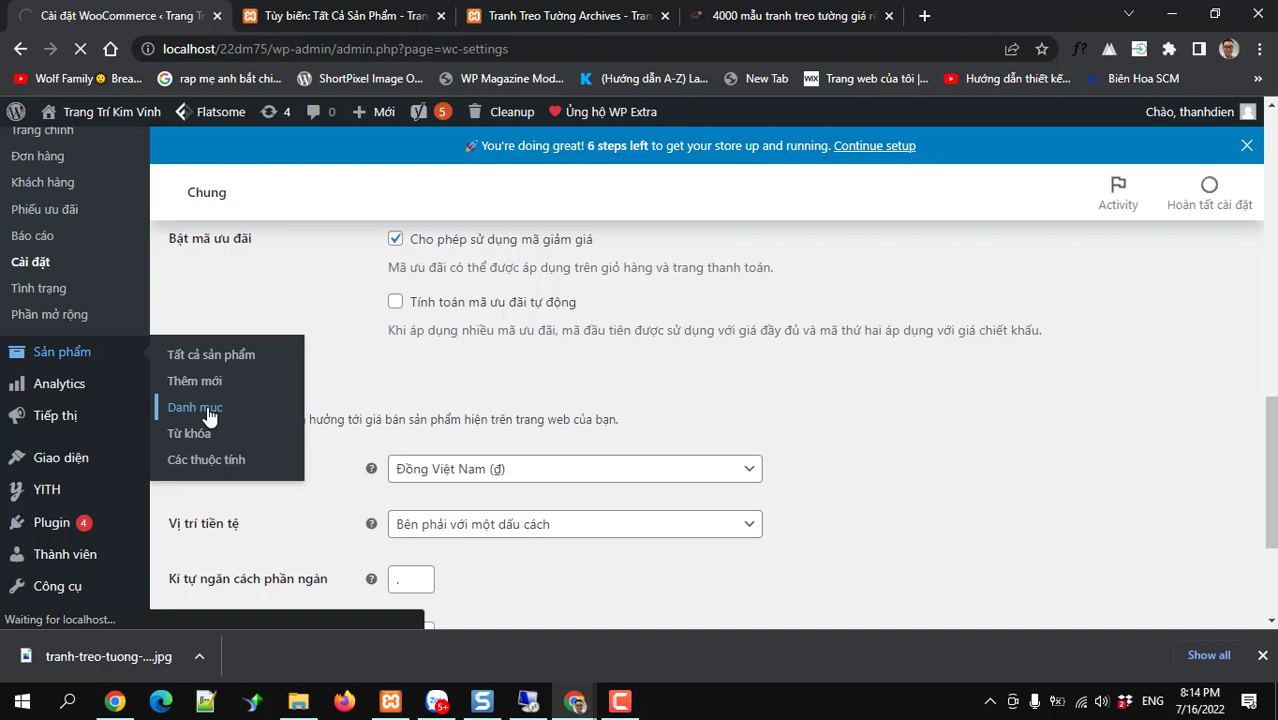 Cài đặt WooCommerce ‹ Trang Tr
Tùy biến: Tất Cả Sản Phẩm - Tran
Tranh Treo Tường Archives - Tran
4000 mẫu tranh treo tường giá rẻ
localhost/22dm75/wp-admin/admin.php?page=wc-settings
Wolf Family Brea...
rap mẹ anh bắt chi...
ShortPixel Image O...
WP Magazine Mod...
(Hướng dẫn A-Z) La...
New Tab
Trang web của tôi |...
Hướng dẫn thiết kế...
Biên Hoa SCM
Trang Trí Kim Vinh
Flatsome
4
0
Mới
5
Cleanup
Ủng hộ WP Extra
Chào, thanhdien
Trang chính
Đơn hàng
Khách hàng
Phiếu ưu đãi
Báo cáo
Cài đặt
Tình trạng
Phần mở rộng
Sản phẩm
Analytics
Tiếp thị
Giao diện
YITH
Plugin 4
Thành viên
Công cụ
Tất cả sản phẩm
Thêm mới
Danh mục
Từ khóa
Các thuộc tính
You're doing great! 6 steps left to get your store up and running. Continue setup
Chung
Activity
Hoàn tất cài đặt
Bật mã ưu đãi
Cho phép sử dụng mã giảm giá
Mã ưu đãi có thể được áp dụng trên giỏ hàng và trang thanh toán.
Tính toán mã ưu đãi tự động
Khi áp dụng nhiều mã ưu đãi, mã đầu tiên được sử dụng với giá đầy đủ và mã thứ hai áp dụng với giá chiết khấu.
hưởng tới giá bán sản phẩm hiện trên trang web của bạn.
Đồng Việt Nam (₫)
Vị trí tiền tệ
Bên phải với một dấu cách
Kí tự ngăn cách phần ngàn
.
Waiting for localhost...
tranh-treo-tuong-....jpg
Show all
5+
2
ENG
8:14 PM
7/16/2022